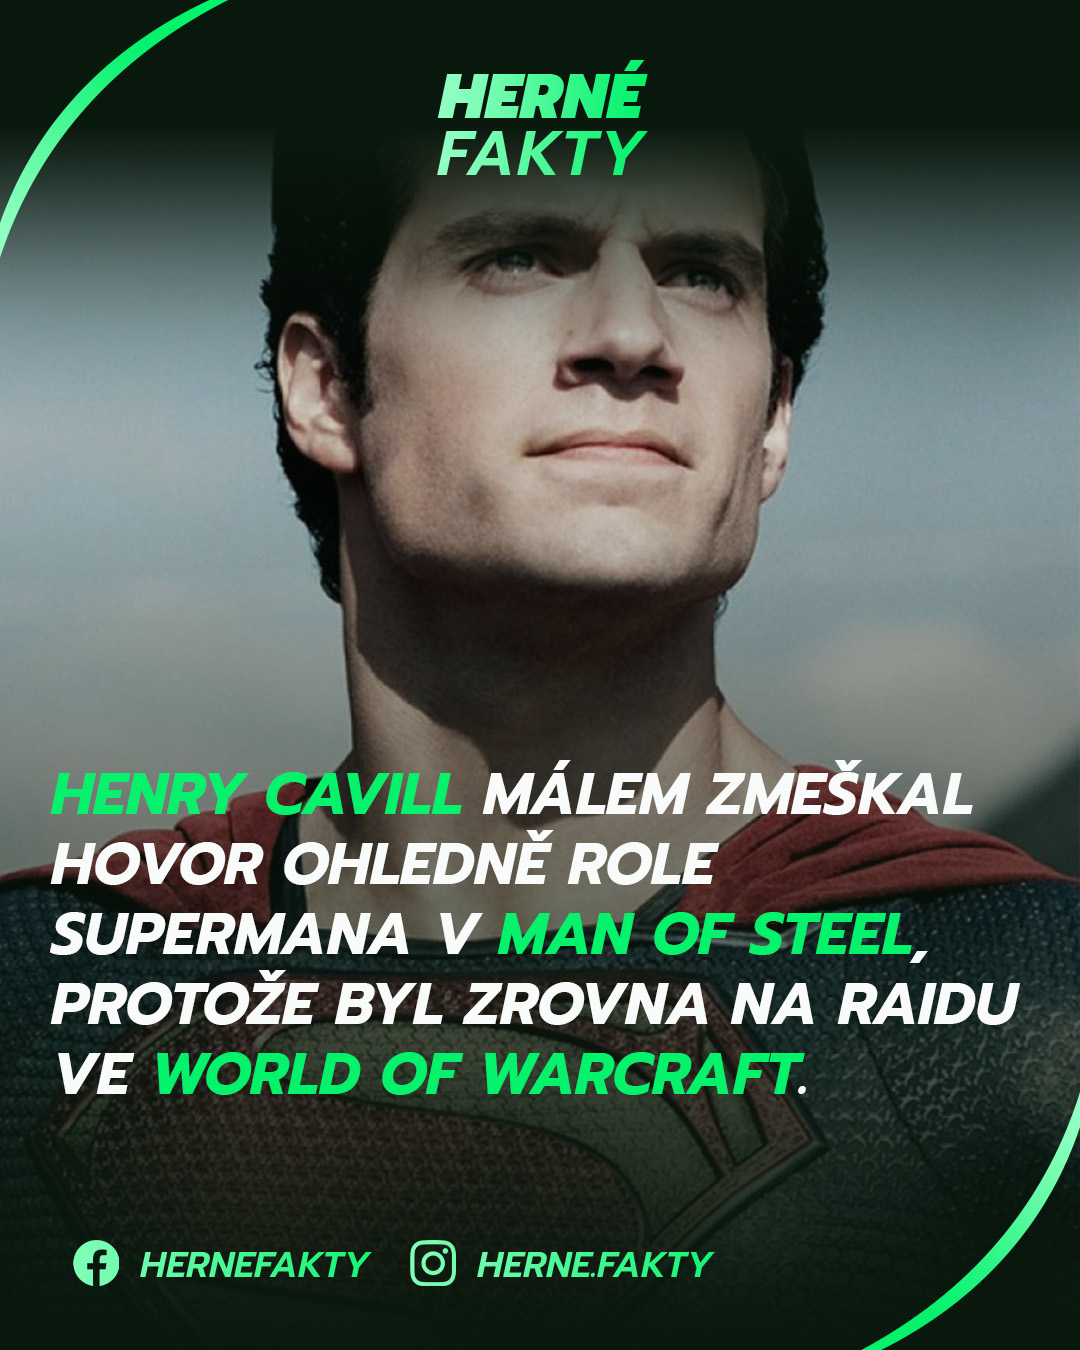 HERNÉ
FAKTY
HENRY CAVILL MÁLEM ZMEŠKAL
HOVOR OHLEDNĚ ROLE
SUPERMANA V MAN OF STEEL,
PROTOŽE BYL ZROVNA NA RAIDU
VE WORLD OF WARCRAFT.
HERNEFAKTY HERNE.FAKTY